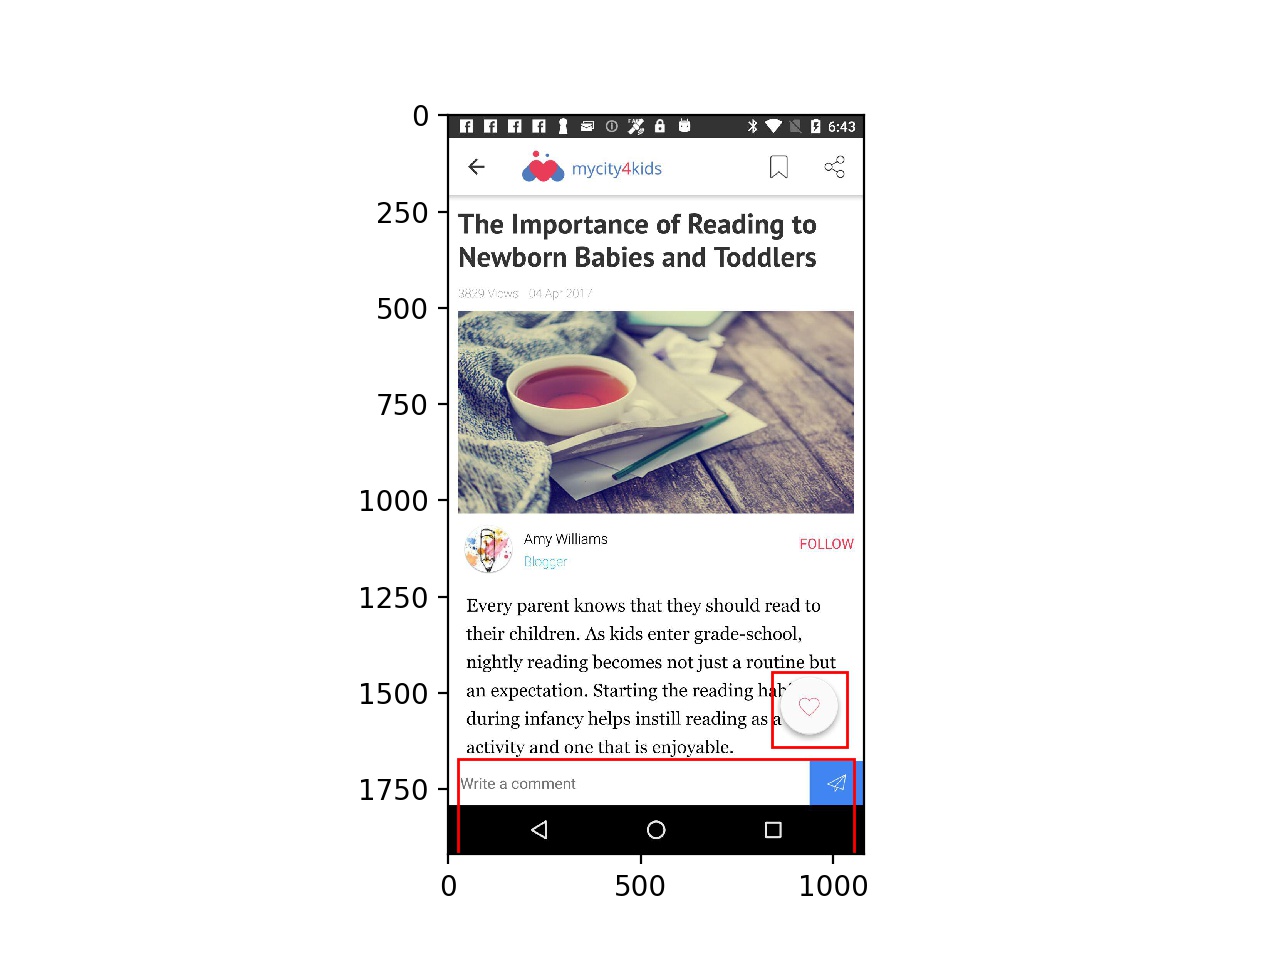 0
6:43
mycity4kids
250
The Importance of Reading to
Newborn Babies and Toddlers
3829 Views 04 Apr 2017
500
750
1000
Amy Williams
FOLLOW
Blogger
1250
Every parent knows that they should read to
their children. As kids enter grade-school,
nightly reading becomes not just a routine but
1500
an expectation. Starting the reading hab
during infancy helps instill reading as a
activity and one that is enjoyable.
1750
Write a comment
0 500 1000